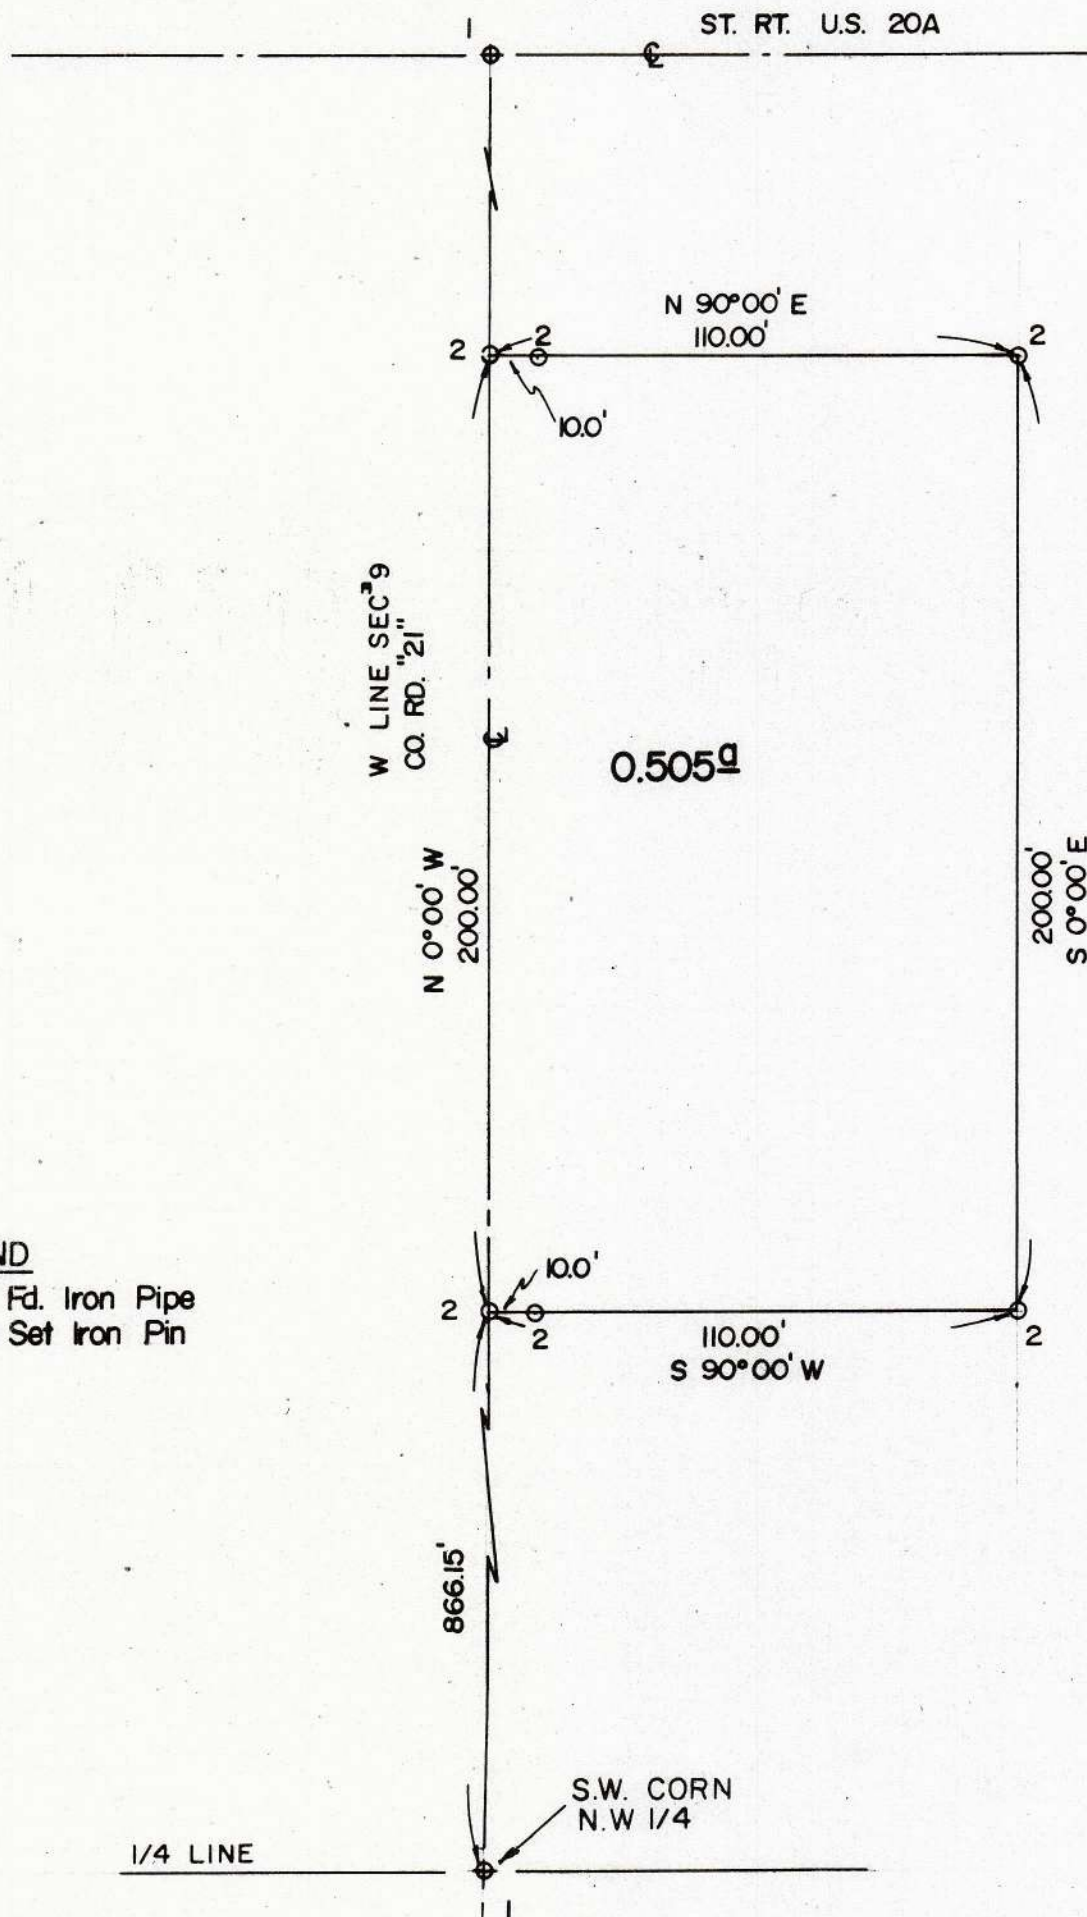 1
ST. RT. U.S. 20A
N 90°00' E
110.00'
2
2
2
10.0'
W LINE SEC 9
CO. RD. "21"
0.505a
N 0°00' W
200.00'
200.00'
S 0°00' E
ND
Fd. Iron Pipe
Set Iron Pin
10.0'
2
2
2
110.00'
S 90°00' W
866.15'
S.W. CORN
N.W 1/4
1/4 LINE
1